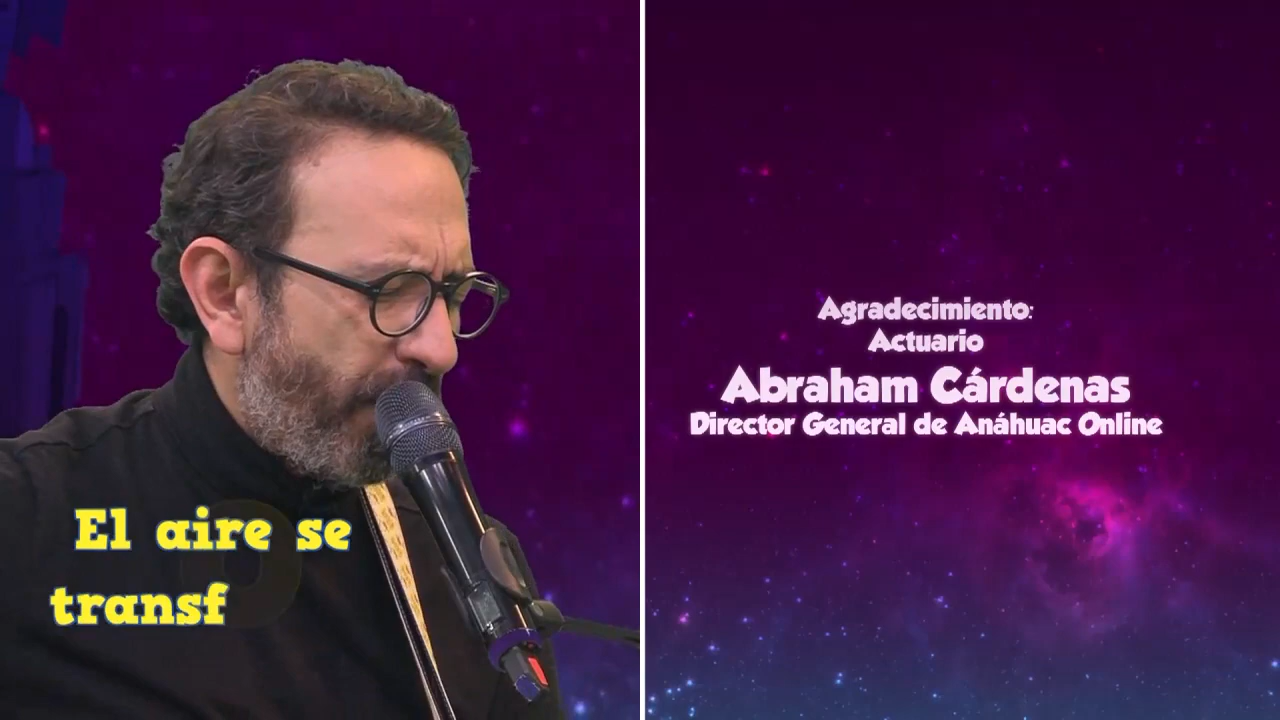 El aire se
transf
Agradecimiento:
Actuario
Abraham Cárdenas
Director General de Anáhuac Online